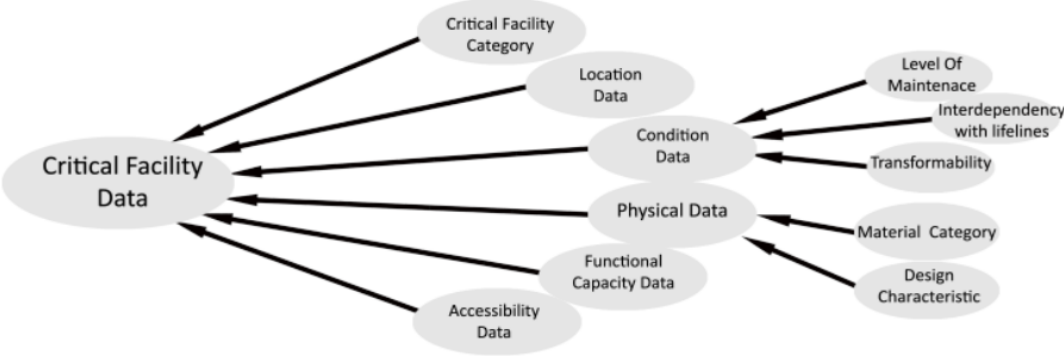 Critical Facility
Category
Location
Data
Level Of
Maintenace
Interdependency
with lifelines
Condition
Data
Transformability
Critical Facility
Data
Physical Data
Material Category
Functional
Capacity Data
Design
Characteristic
Accessibility
Data